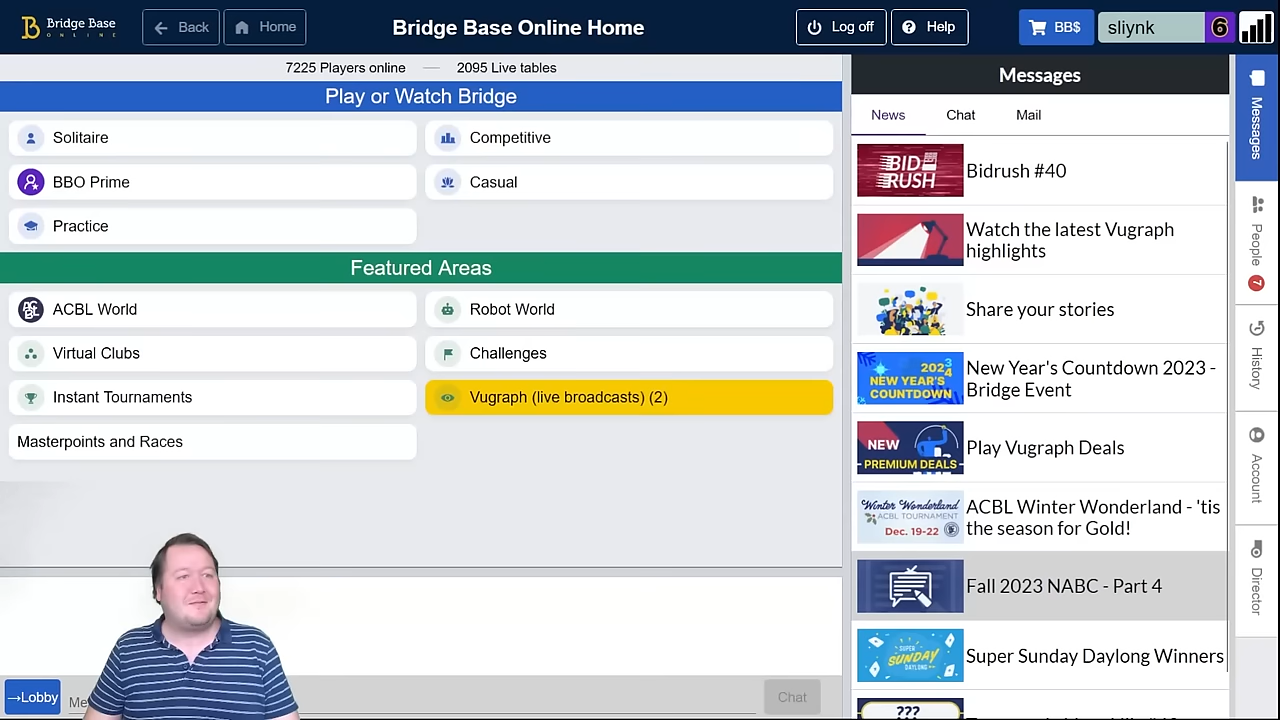 Bridge Base
ONLINE
Back
Home
Bridge Base Online Home
Log off
Help
BB$
sliynk
6
7225 Players online — 2095 Live tables
Play or Watch Bridge
Solitaire
Competitive
BBO Prime
Casual
Practice
Featured Areas
ACBL World
Robot World
Virtual Clubs
Challenges
Instant Tournaments
Vugraph (live broadcasts) (2)
Masterpoints and Races
→Lobby
Me
Chat
Messages
News
Chat
Mail
BID
RUSH
Bidrush #40
Watch the latest Vugraph
highlights
Share your stories
2023
4
NEW YEAR'S
COUNTDOWN
New Year's Countdown 2023 -
Bridge Event
NEW
PREMIUM DEALS
Play Vugraph Deals
Winter Wonderland
ACBL TOURNAMENT
Dec. 19-22
ACBL Winter Wonderland - 'tis
the season for Gold!
Fall 2023 NABC - Part 4
SUPER
SUNDAY
DAYLONG
Super Sunday Daylong Winners
???
Messages
People
7
History
Account
Director